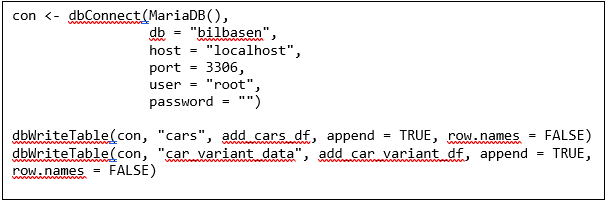 con <- dbConnect(MariaDB(),
db = "bilbasen",
host = "localhost",
port = 3306,
user = "root",
password = "")
dbWriteTable(con, "cars", add_cars_df, append = TRUE, row.names = FALSE)
dbWriteTable(con, "car_variant_data", add_car_variant_df, append = TRUE,
row.names = FALSE)